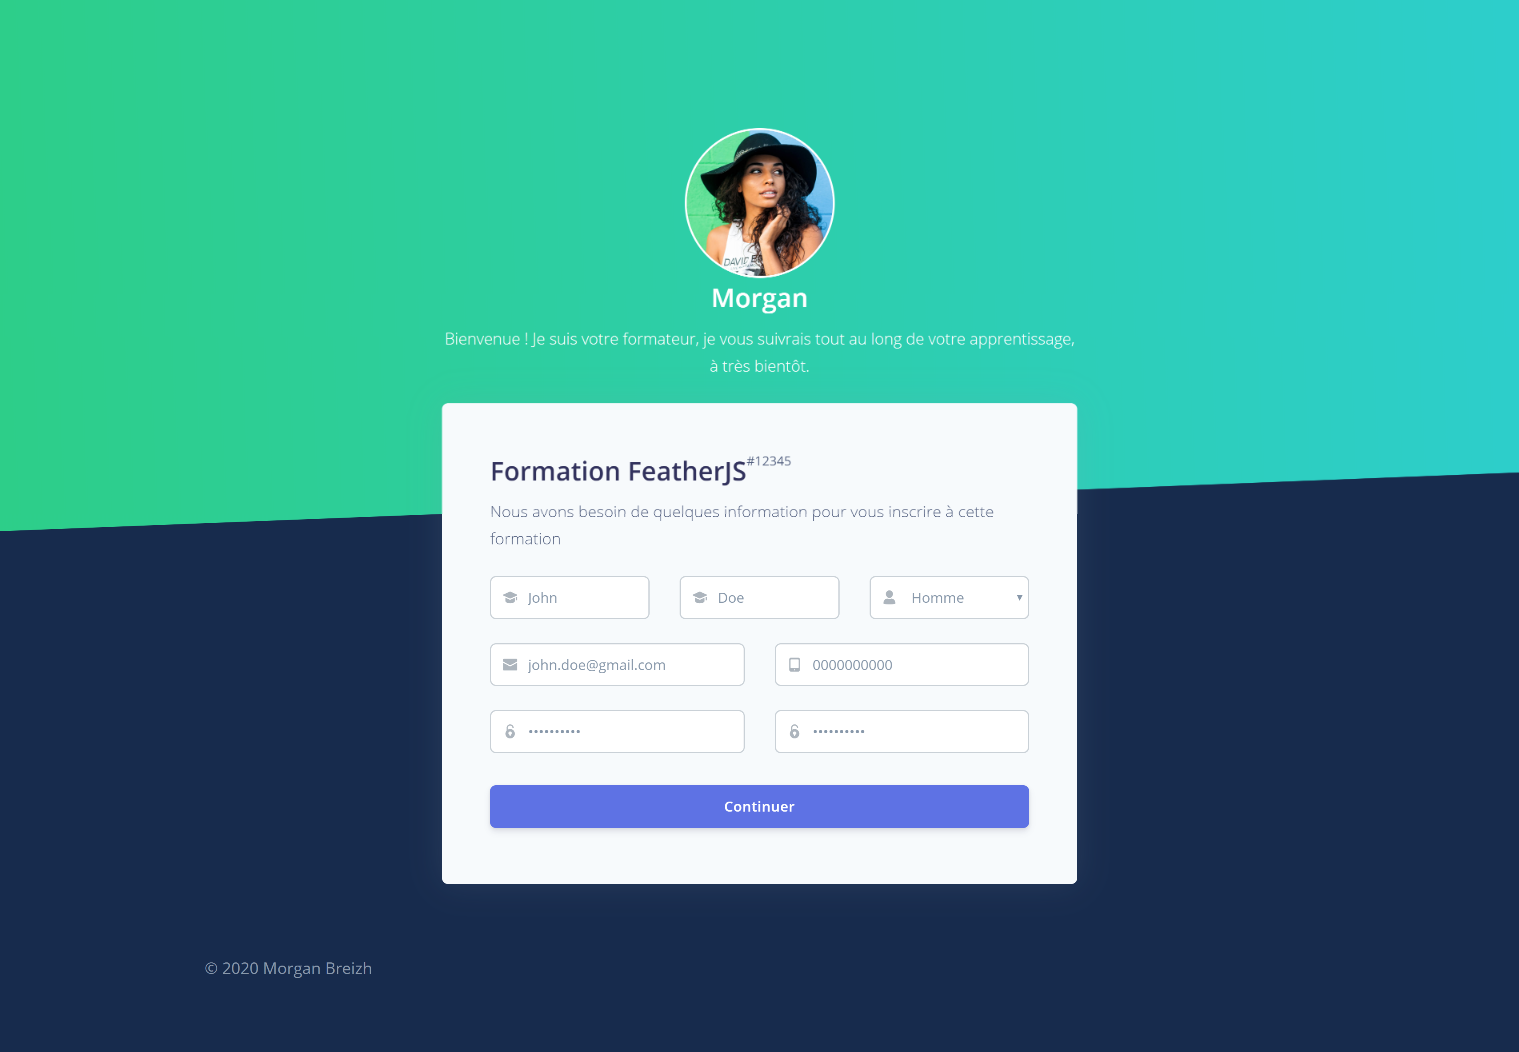 DAVID
Morgan
Bienvenue ! Je suis votre formateur, je vous suivrais tout au long de votre apprentissage,
à très bientôt.
Formation FeatherJS #12345
Nous avons besoin de quelques information pour vous inscrire à cette
formation
John Doe Homme
john.doe@gmail.com 0000000000
•••••••••• ••••••••••
Continuer
© 2020 Morgan Breizh